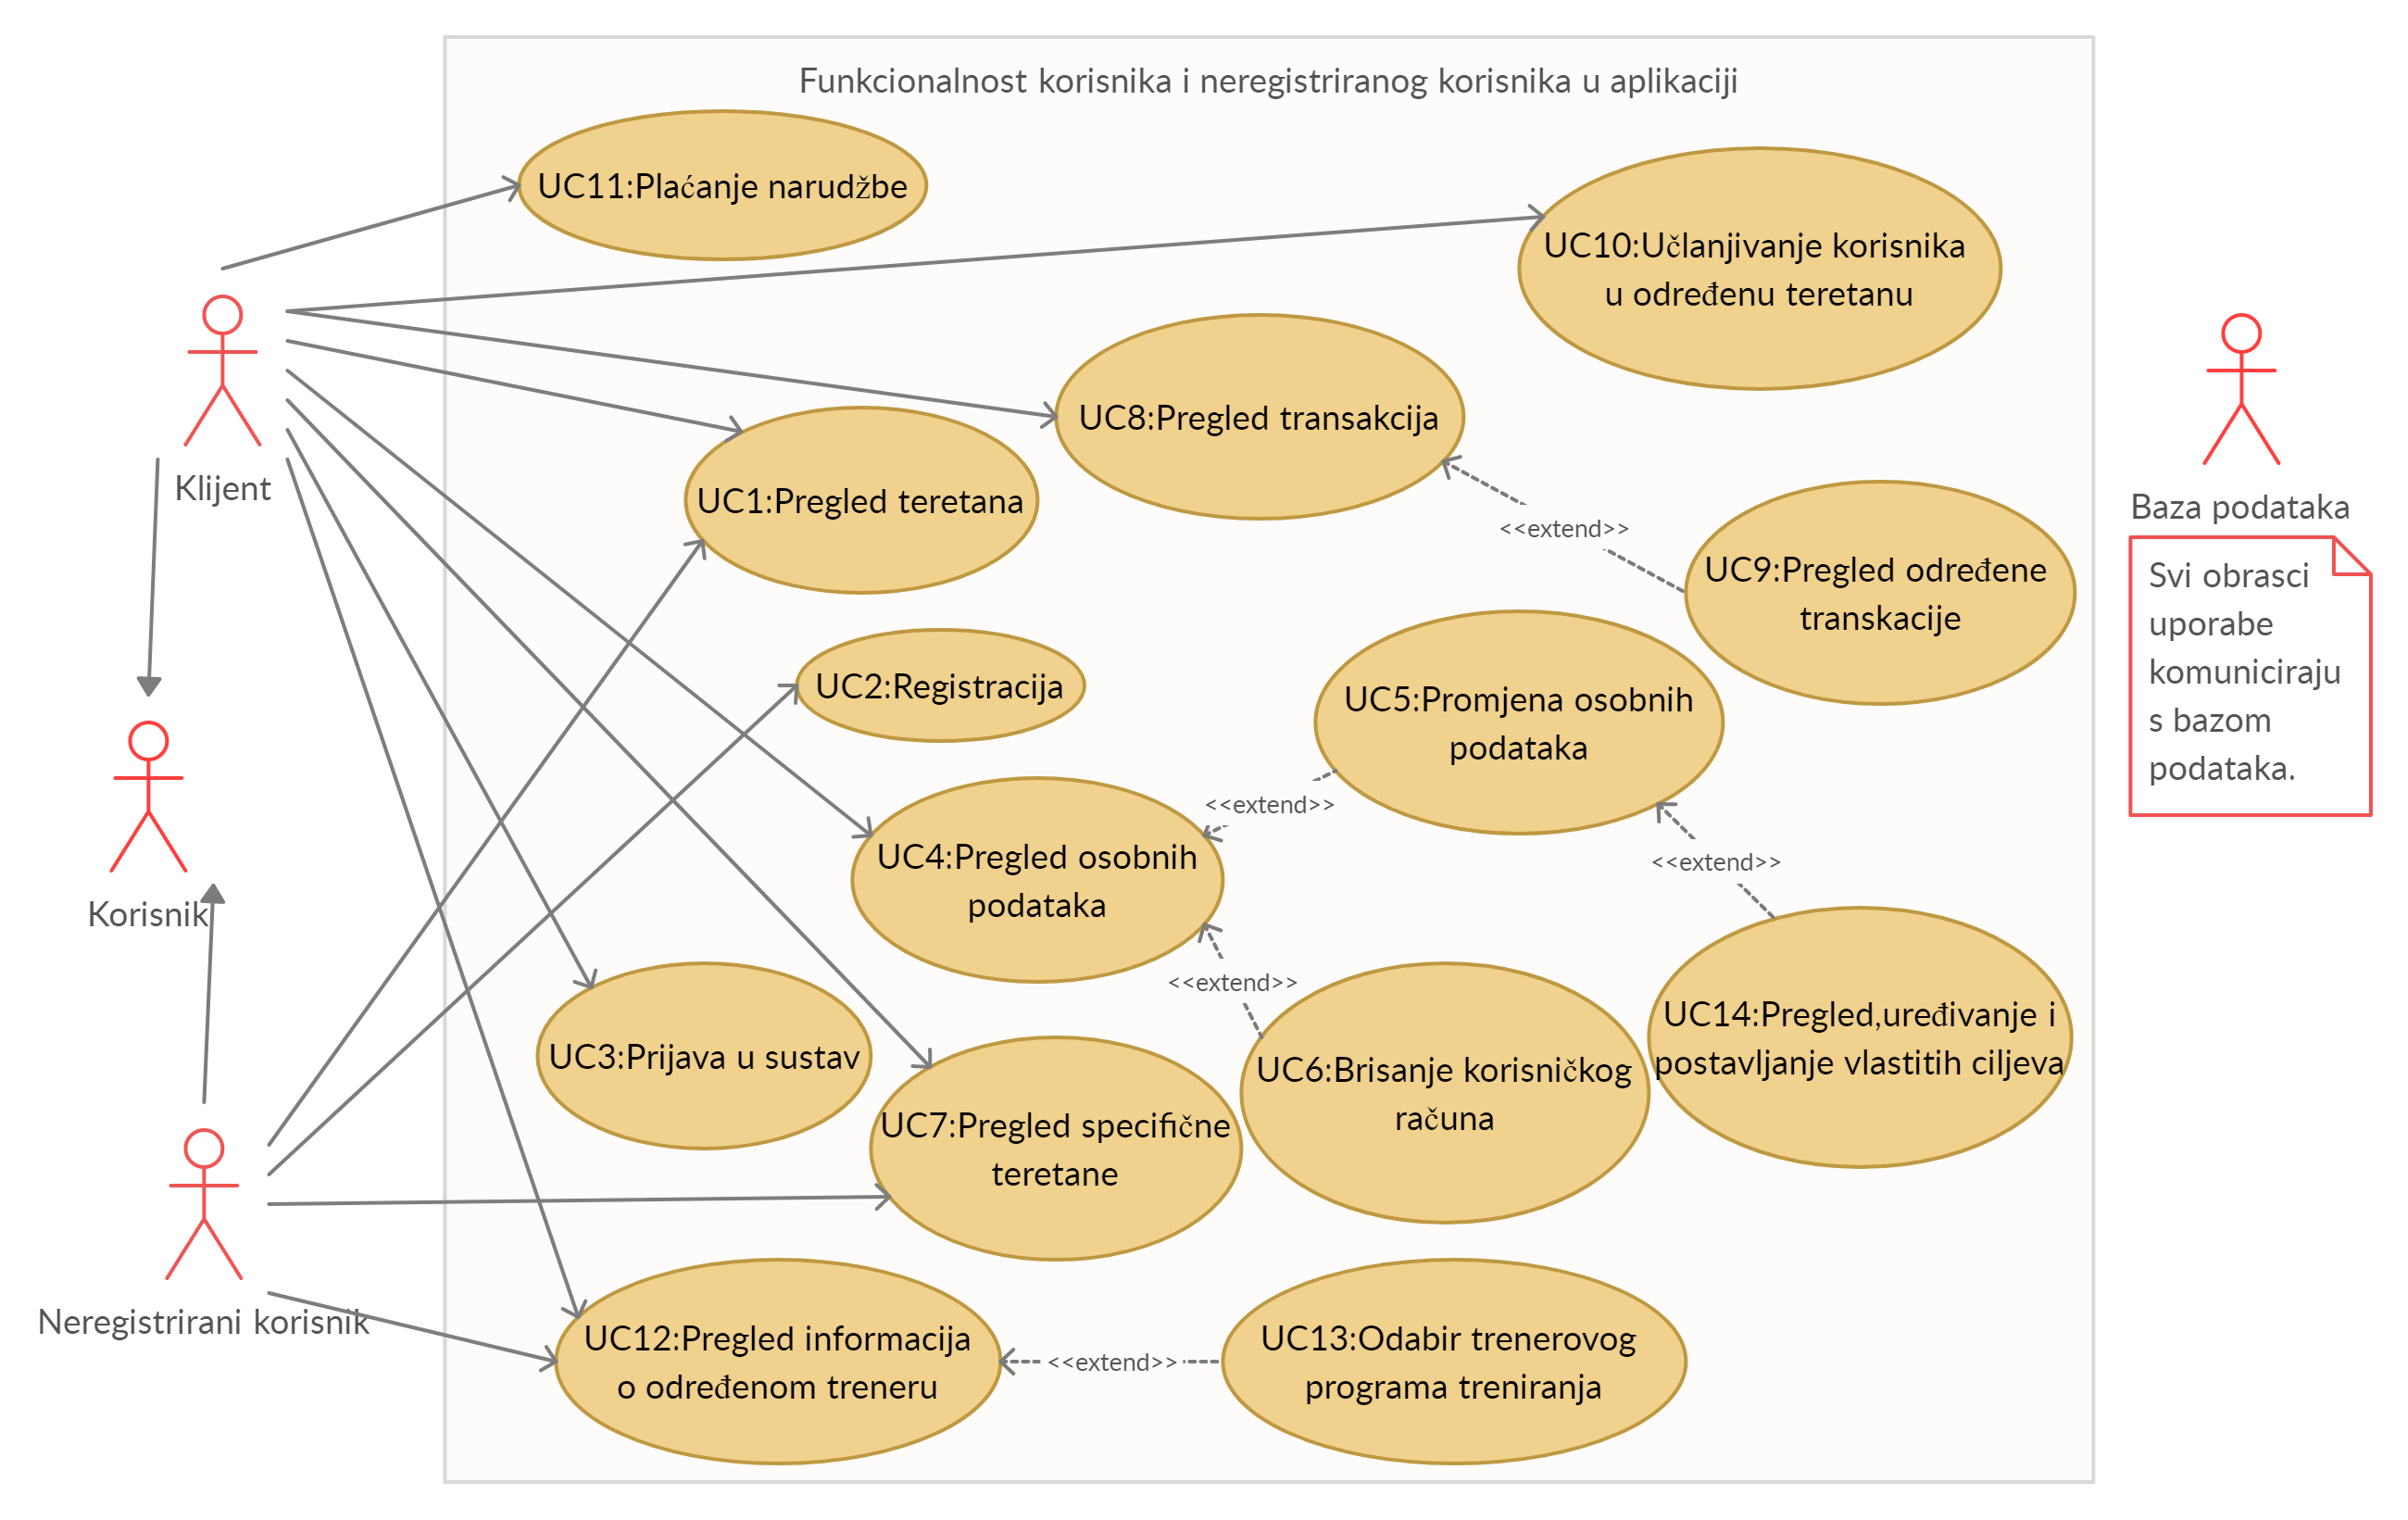 Funkcionalnost korisnika i neregistriranog korisnika u aplikaciji
UC11:Plaćanje narudžbe
UC10:Učlanjivanje korisnika
u određenu teretanu
UC8:Pregled transakcija
Klijent
UC1:Pregled teretana
Baza podataka
<<extend>>
UC9:Pregled određene
transkacije
Svi obrasci
uporabe
komuniciraju
s bazom
podataka.
UC2:Registracija
UC5:Promjena osobnih
podataka
<<extend>>
UC4:Pregled osobnih
podataka
<<extend>>
Korisnik
<<extend>>
UC14:Pregled,uređivanje i
postavljanje vlastitih ciljeva
UC3:Prijava u sustav
UC6:Brisanje korisničkog
računa
UC7:Pregled specifične
teretane
Neregistrirani korisnik
UC12:Pregled informacija
o određenom treneru
<<extend>>
UC13:Odabir trenerovog
programa treniranja